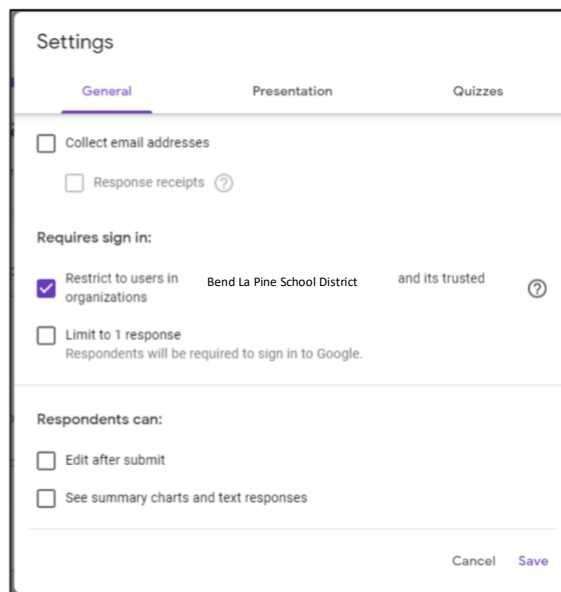 Settings
General Presentation Quizzes
Collect email addresses
Response receipts ?
Requires sign in:
Restrict to users in Bend La Pine School District and its trusted ?
organizations
Limit to 1 response
Respondents will be required to sign in to Google.
Respondents can:
Edit after submit
See summary charts and text responses
Cancel Save